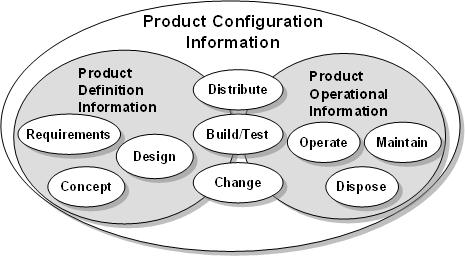 Product Configuration
Information
Product
Definition
Information
Distribute
Product
Operational
Information
Requirements
Build/Test
Operate
Maintain
Design
Concept
Change
Dispose